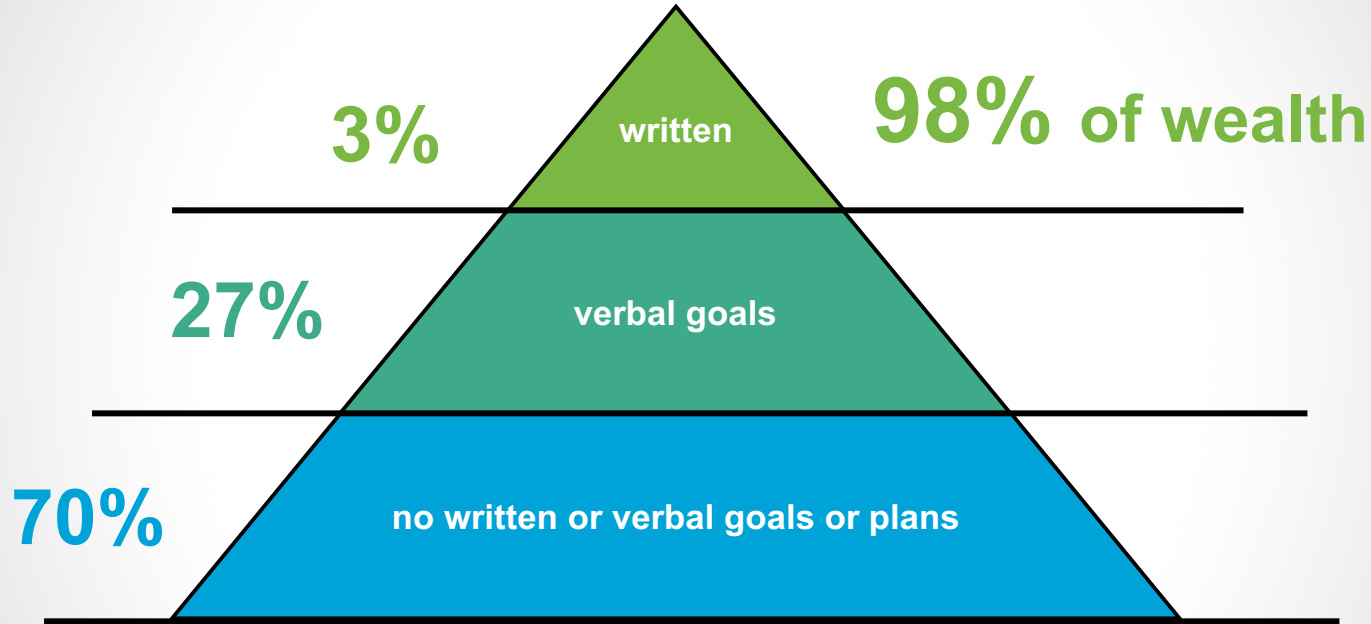 3%
written
98% of wealth
27%
verbal goals
70%
no written or verbal goals or plans